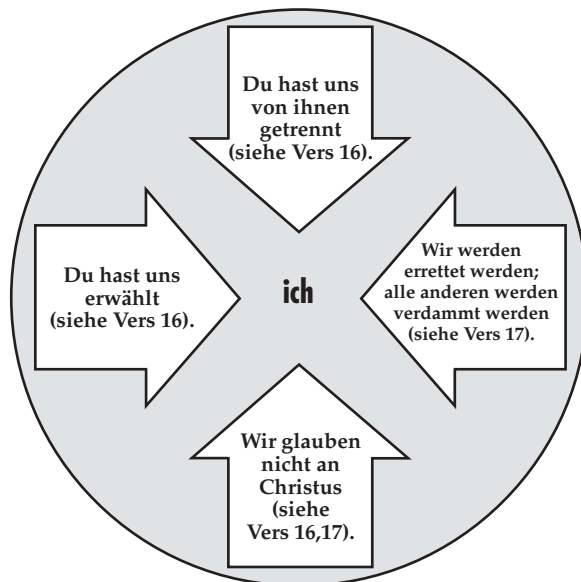 Du hast uns
von ihnen
getrennt
(siehe Vers 16).
Du hast uns
erwählt
(siehe Vers 16).
ich
Wir werden
errettet werden;
alle anderen werden
verdammt werden
(siehe Vers 17).
Wir glauben
nicht an
Christus
(siehe
Vers 16,17).